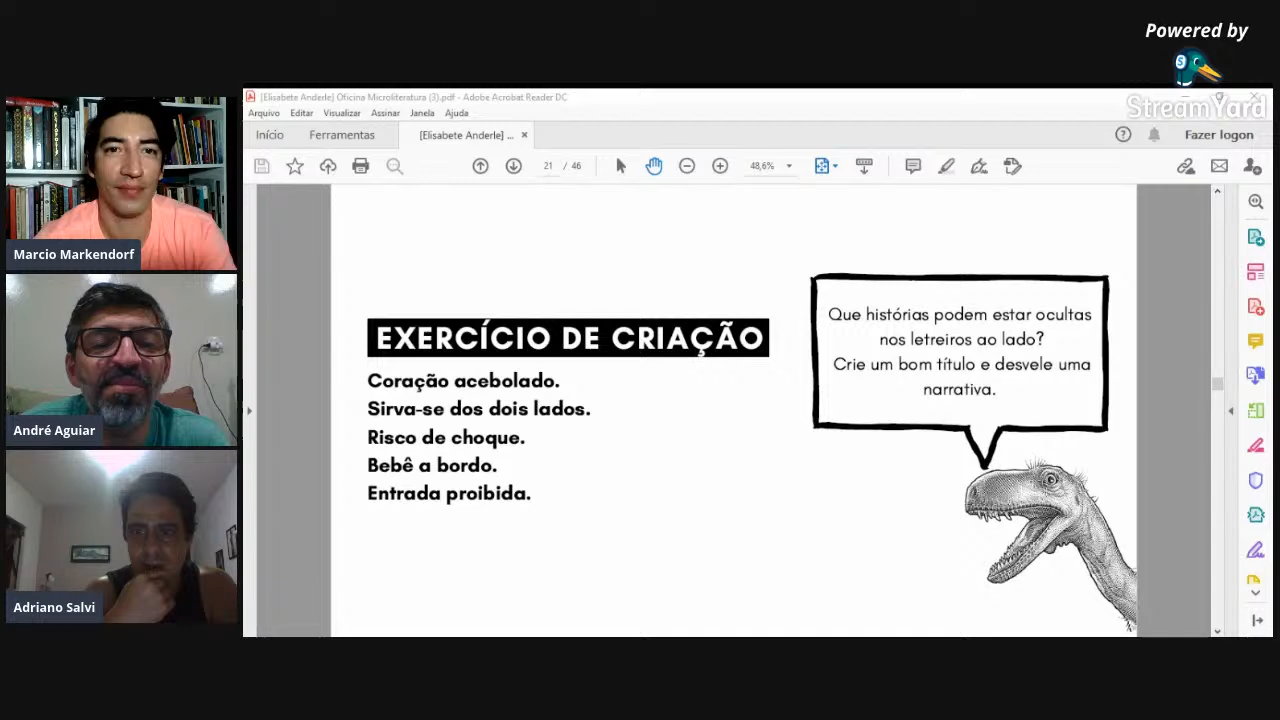 Powered by
StreamYard
[Elisabete Anderle] Oficina Microliteratura (3).pdf - Adobe Acrobat Reader DC
Arquivo Editar Visualizar Assinar Janela Ajuda
Início Ferramentas [Elisabete Anderle] ... × Fazer logon
21 / 46 48,6%
Marcio Markendorf
André Aguiar
Adriano Salvi
EXERCÍCIO DE CRIAÇÃO
Coração acebolado.
Sirva-se dos dois lados.
Risco de choque.
Bebê a bordo.
Entrada proibida.
Que histórias podem estar ocultas
nos letreiros ao lado?
Crie um bom título e desvele uma
narrativa.